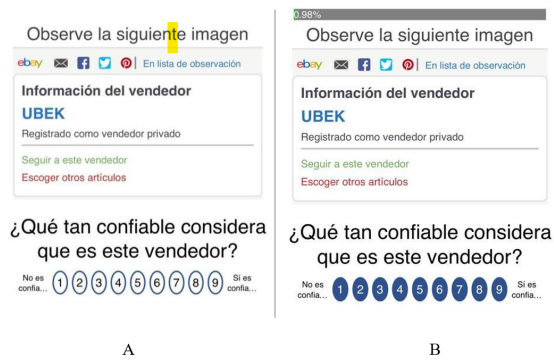 Observe la siguiente imagen
ebay En lista de observación
Información del vendedor
UBEK
Registrado como vendedor privado
Seguir a este vendedor
Escoger otros artículos
¿Qué tan confiable considera
que es este vendedor?
No es
confia... 1 2 3 4 5 6 7 8 9 Sí es
confia...
A
0.98%
Observe la siguiente imagen
ebay En lista de observación
Información del vendedor
UBEK
Registrado como vendedor privado
Seguir a este vendedor
Escoger otros artículos
¿Qué tan confiable considera
que es este vendedor?
No es
confia... 1 2 3 4 5 6 7 8 9 Sí es
confia...
B